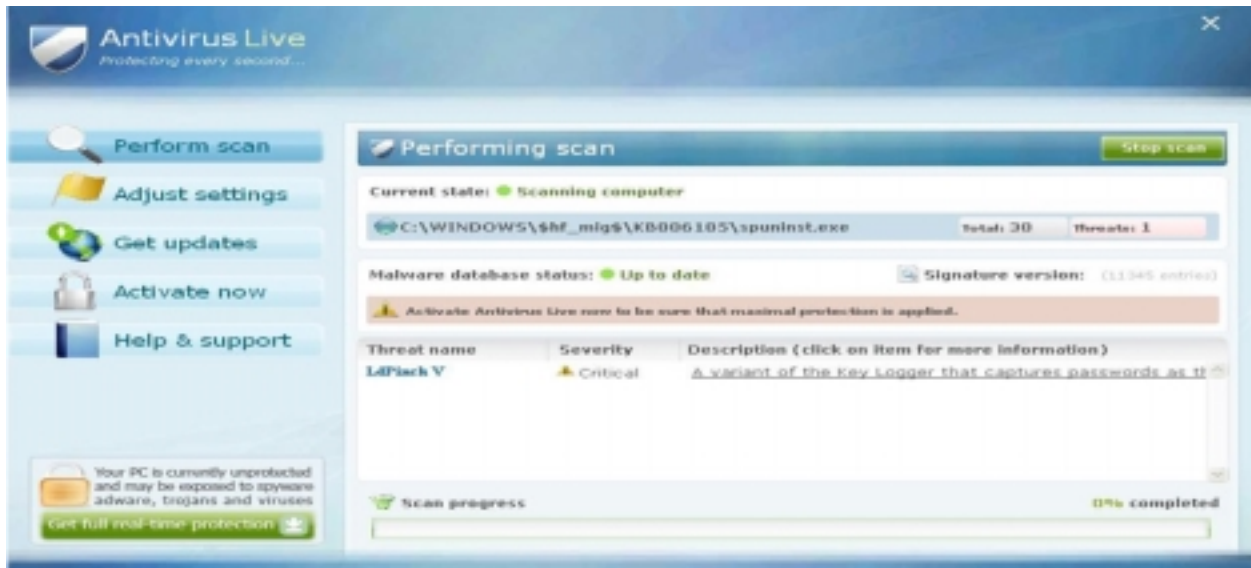 Antivirus Live
Protecting every second...
Perform scan
Adjust settings
Get updates
Activate now
Help & support
Your PC is currently unprotected
and may be exposed to spyware
adware, trojans and viruses
Get full real-time protection
Performing scan
Stop scan
Current state: Scanning computer
C:\WINDOWS\$hf_mig$\KB006105\spuninst.exe Total: 30 Threats: 1
Malware database status: Up to date Signature version: (11345 entries)
Activate Antivirus Live now to be sure that maximal protection is applied.
Threat name Severity Description (click on item for more information)
LdPinch V Critical A variant of the Key Logger that captures passwords as th
Scan progress 0% completed